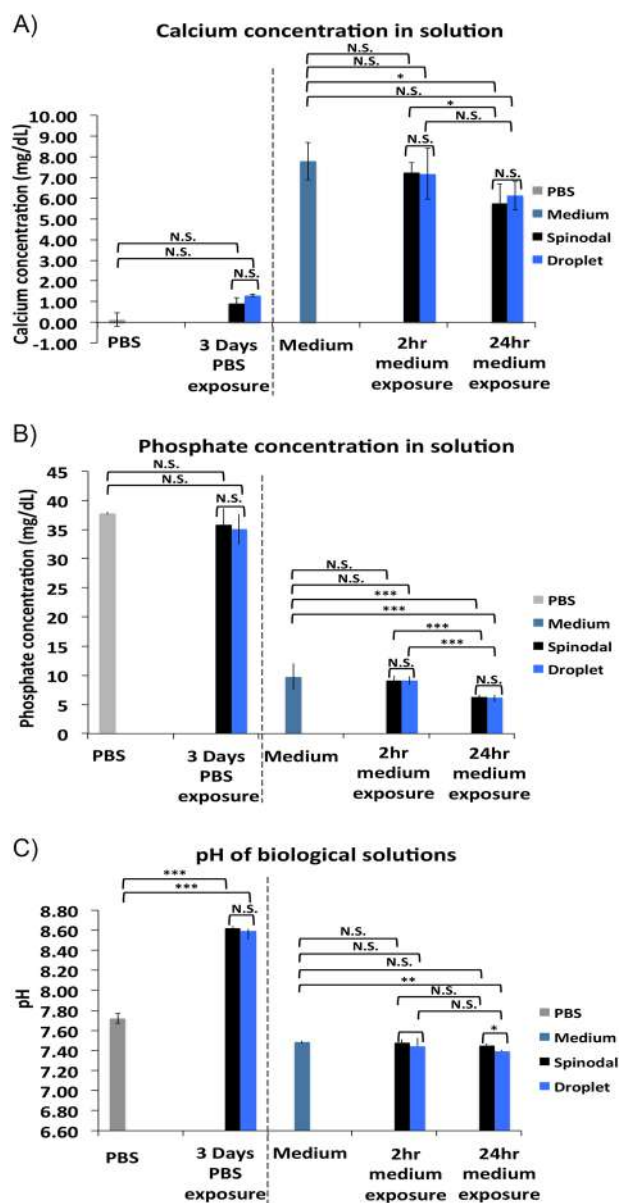 A)
Calcium concentration in solution
N.S.
N.S.
*
N.S.
*
N.S.
N.S.
N.S.
N.S.
N.S.
N.S.
Calcium concentration (mg/dL)
10.00
9.00
8.00
7.00
6.00
5.00
4.00
3.00
2.00
1.00
0.00
-1.00
PBS
Medium
Spinodal
Droplet
PBS
3 Days
PBS
exposure
Medium
2hr
medium
exposure
24hr
medium
exposure
B)
Phosphate concentration in solution
N.S.
N.S.
N.S.
N.S.
N.S.
***
***
***
***
N.S.
N.S.
Phosphate concentration (mg/dL)
45
40
35
30
25
20
15
10
5
0
PBS
Medium
Spinodal
Droplet
PBS
3 Days
PBS
exposure
Medium
2hr
medium
exposure
24hr
medium
exposure
C)
pH of biological solutions
***
***
N.S.
N.S.
N.S.
N.S.
**
N.S.
N.S.
*
pH
8.80
8.60
8.40
8.20
8.00
7.80
7.60
7.40
7.20
7.00
6.80
6.60
PBS
Medium
Spinodal
Droplet
PBS
3 Days
PBS
exposure
Medium
2hr
medium
exposure
24hr
medium
exposure